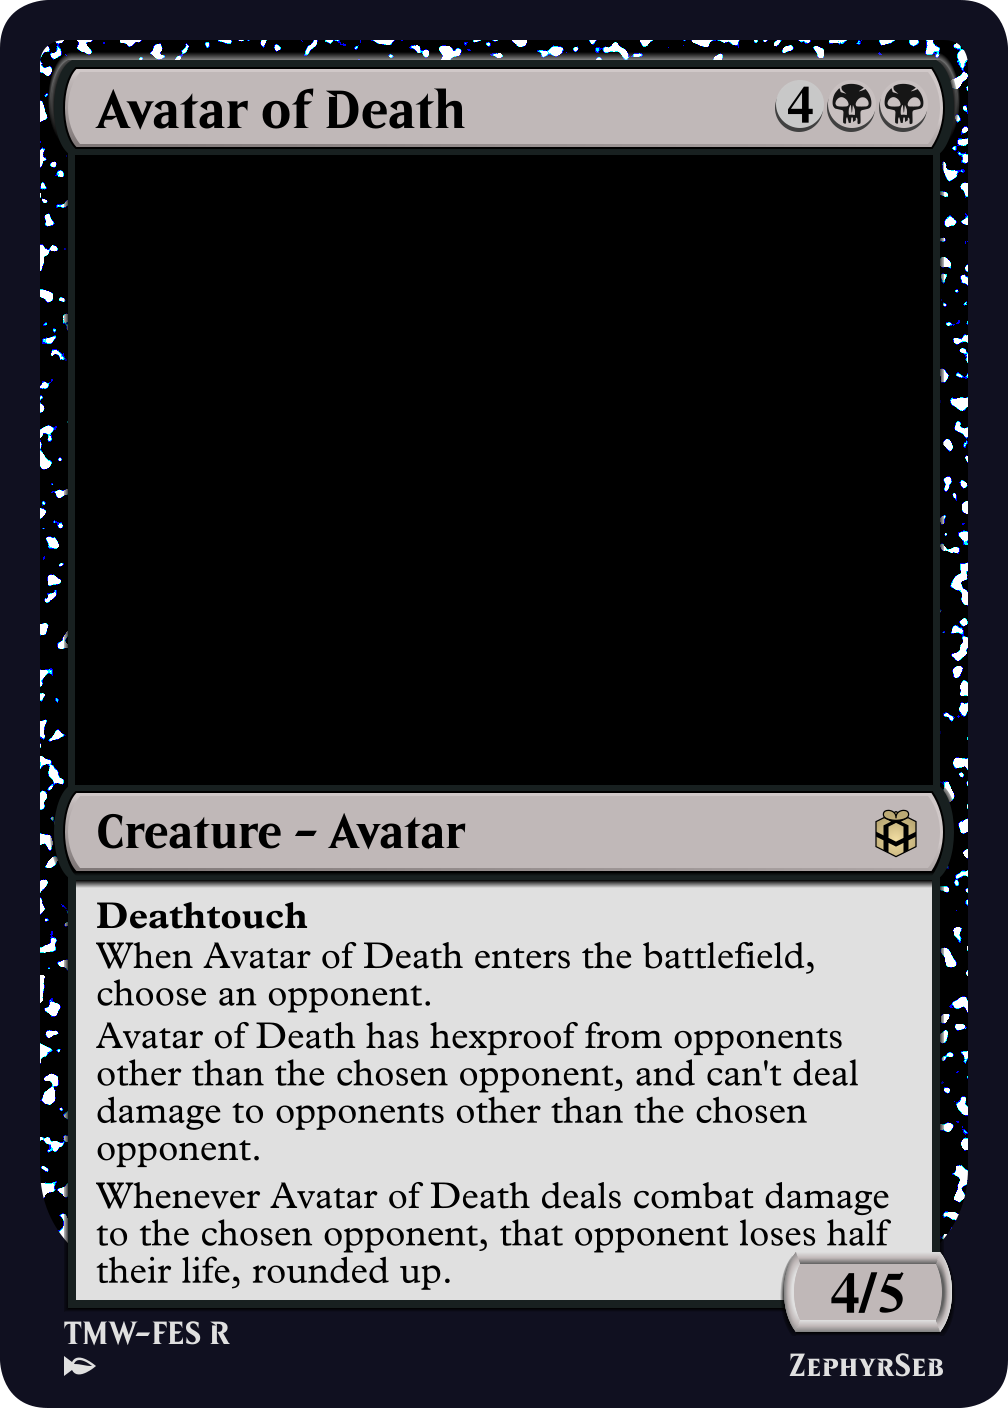 Avatar of Death 4
Creature – Avatar
Deathtouch
When Avatar of Death enters the battlefield,
choose an opponent.
Avatar of Death has hexproof from opponents
other than the chosen opponent, and can't deal
damage to opponents other than the chosen
opponent.
Whenever Avatar of Death deals combat damage
to the chosen opponent, that opponent loses half
their life, rounded up.
4/5
TMW–FES R
ZephyrSeb